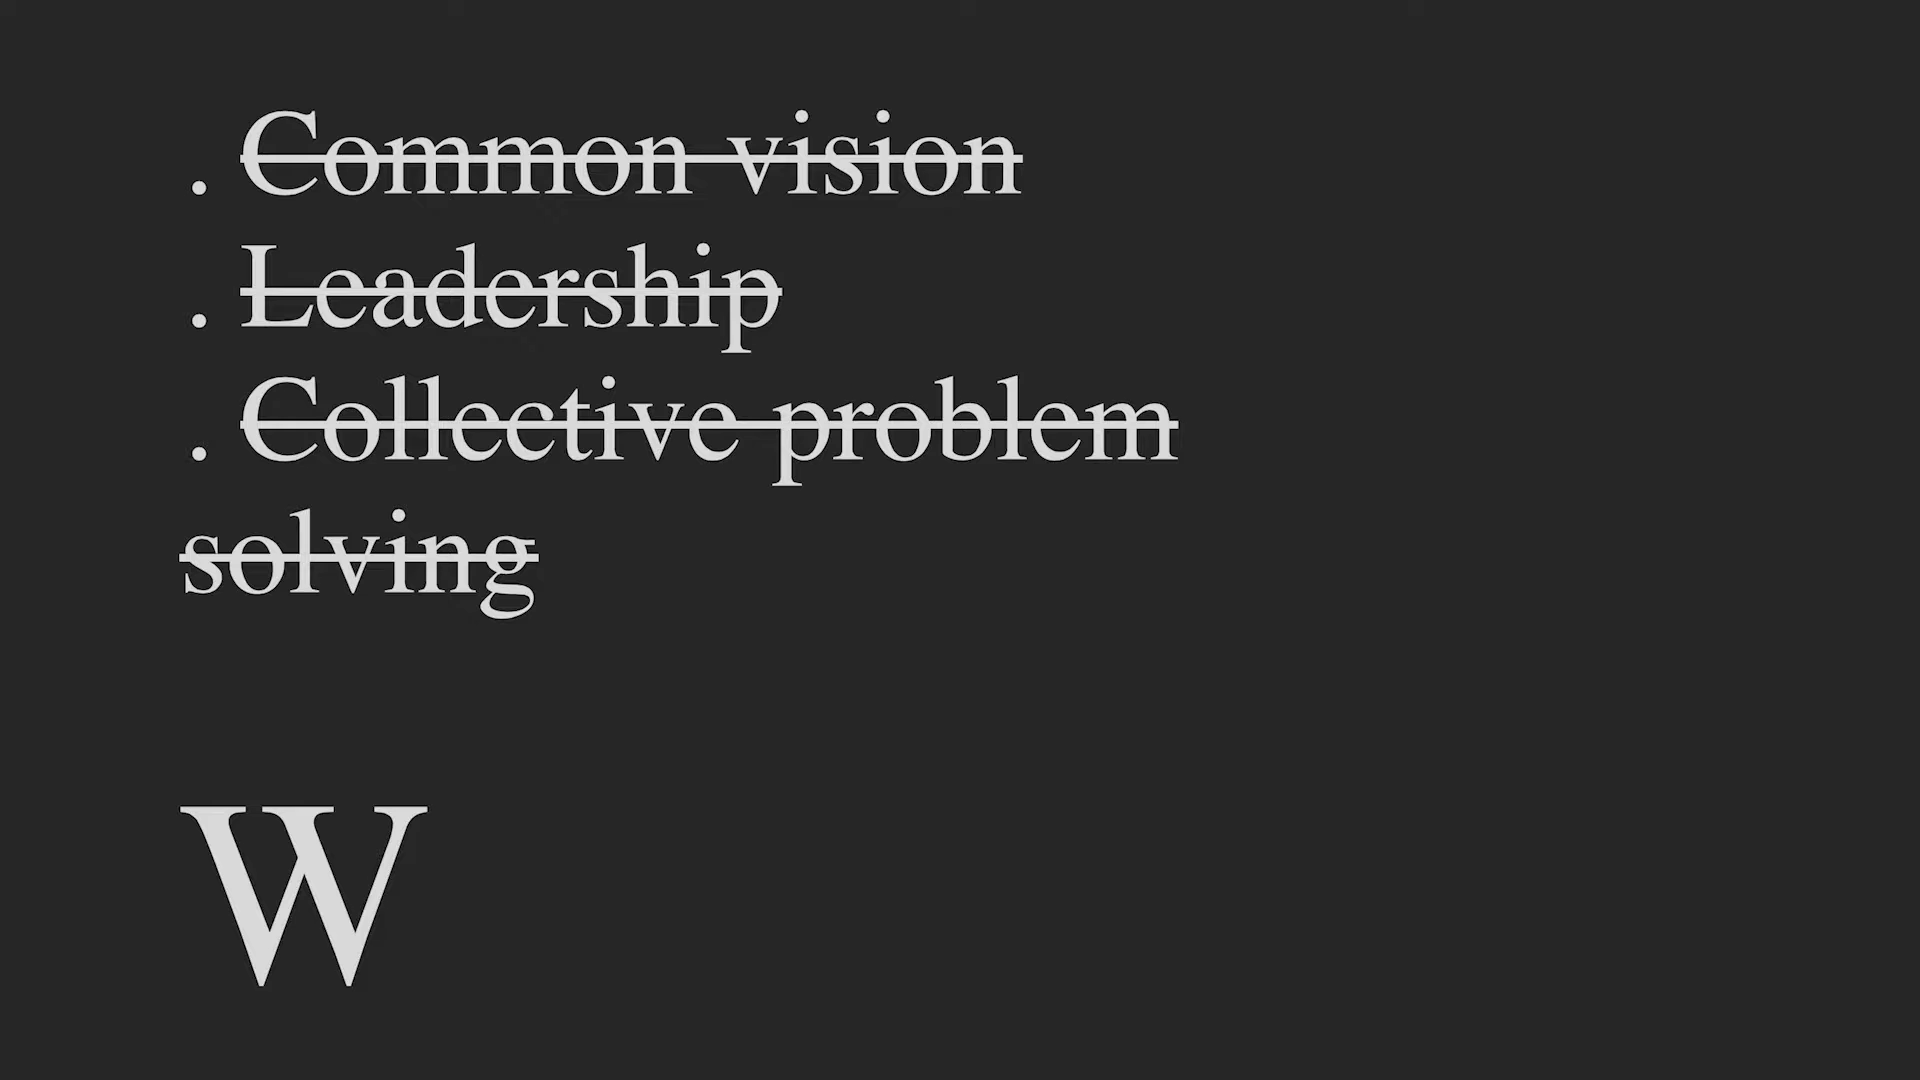 . Common vision
. Leadership
. Collective problem
solving
W